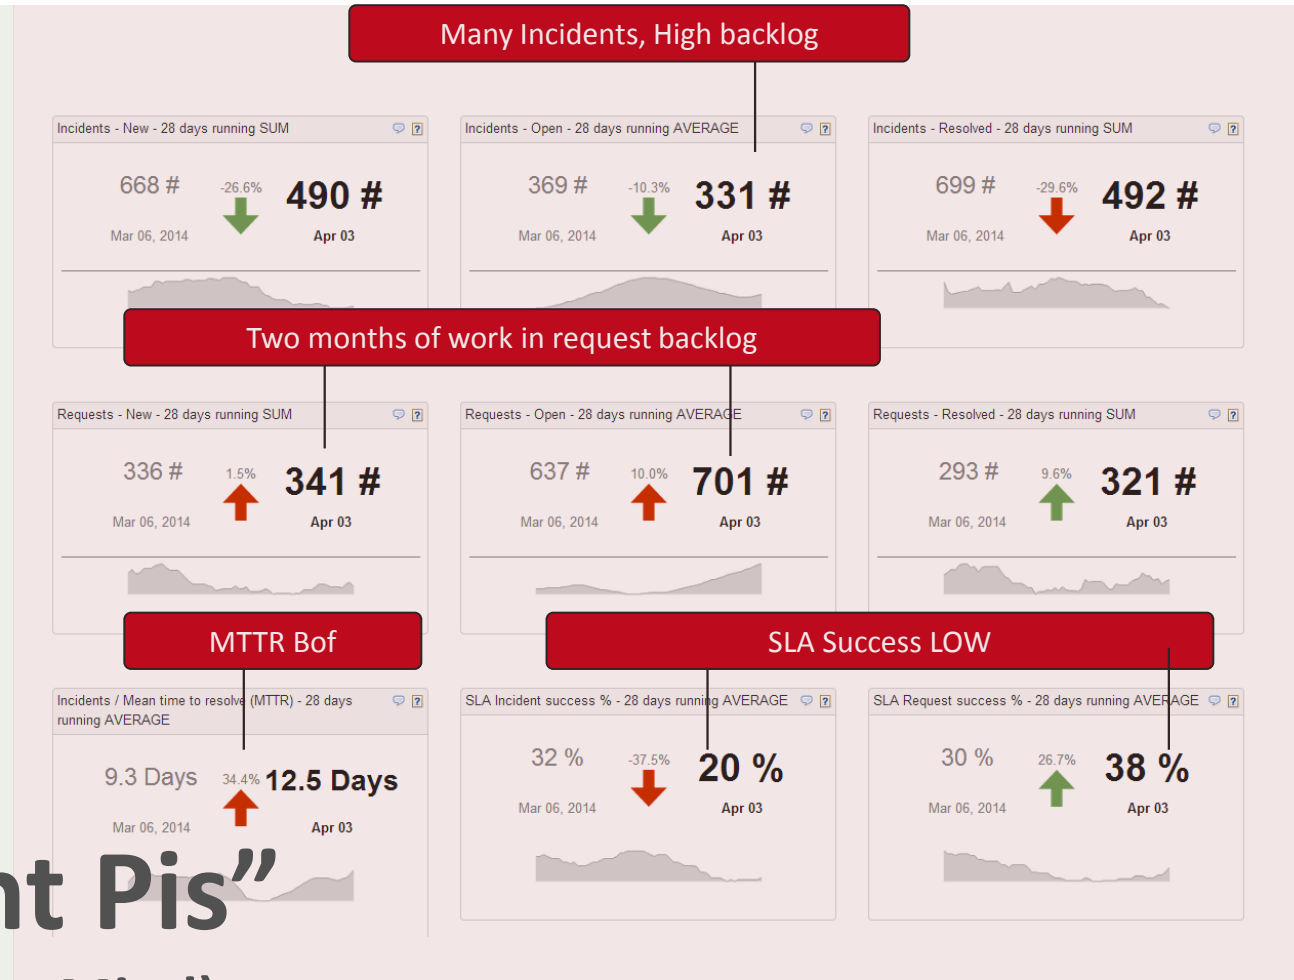 Many Incidents, High backlog
Incidents - New - 28 days running SUM
668 #
-26.6%
490 #
Mar 06, 2014
Apr 03
Incidents - Open - 28 days running AVERAGE
369 #
-10.3%
331 #
Mar 06, 2014
Apr 03
Incidents - Resolved - 28 days running SUM
699 #
-29.6%
492 #
Mar 06, 2014
Apr 03
Two months of work in request backlog
Requests - New - 28 days running SUM
336 #
1.5%
341 #
Mar 06, 2014
Apr 03
Requests - Open - 28 days running AVERAGE
637 #
10.0%
701 #
Mar 06, 2014
Apr 03
Requests - Resolved - 28 days running SUM
293 #
9.6%
321 #
Mar 06, 2014
Apr 03
MTTR Bof
SLA Success LOW
Incidents / Mean time to resolve (MTTR) - 28 days
running AVERAGE
9.3 Days
34.4%
12.5 Days
Mar 06, 2014
Apr 03
SLA Incident success % - 28 days running AVERAGE
32 %
-37.5%
20 %
Mar 06, 2014
Apr 03
SLA Request success % - 28 days running AVERAGE
30 %
26.7%
38 %
Mar 06, 2014
Apr 03
nt Pis”